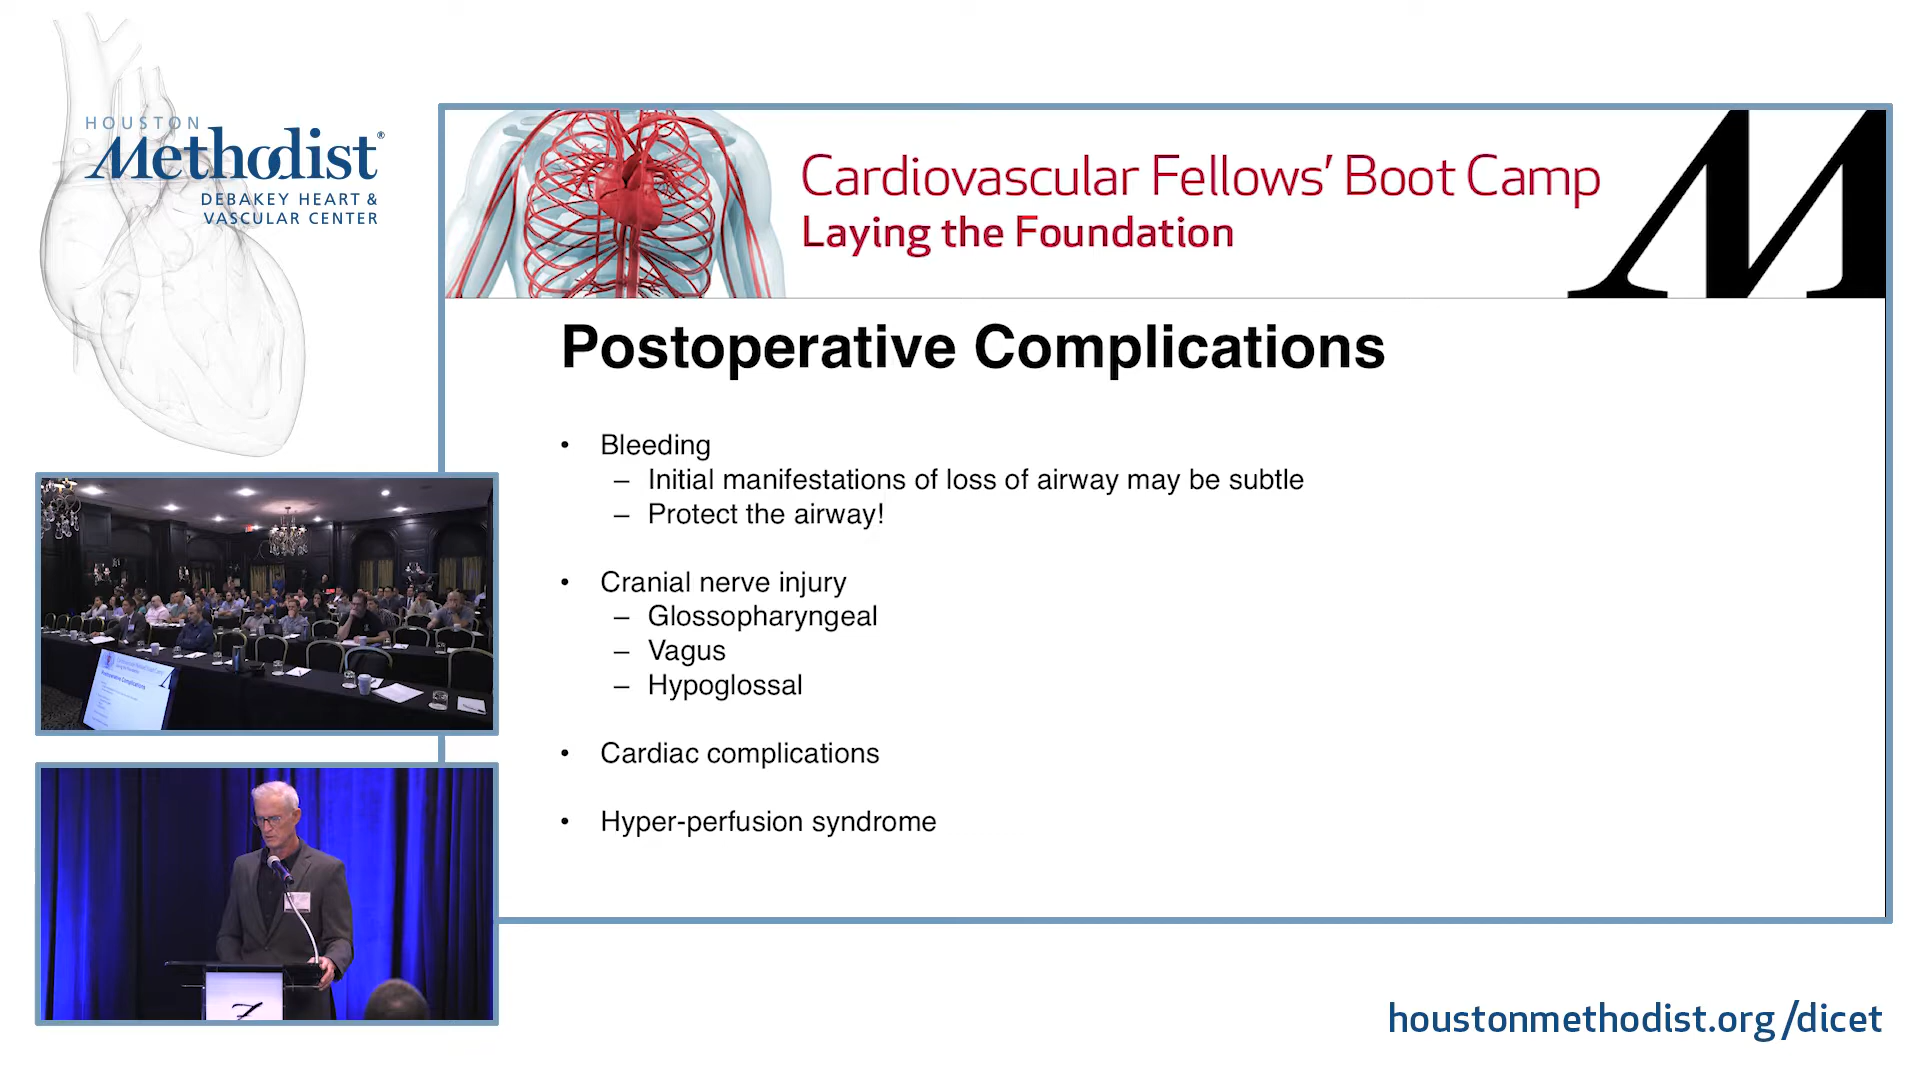 HOUSTON
Methodist®
DEBAKEY HEART &
VASCULAR CENTER
Cardiovascular Fellows’ Boot Camp
Laying the Foundation
M
Postoperative Complications
• Bleeding
– Initial manifestations of loss of airway may be subtle
– Protect the airway!
• Cranial nerve injury
– Glossopharyngeal
– Vagus
– Hypoglossal
• Cardiac complications
• Hyper-perfusion syndrome
Postoperative Complications
houstonmethodist.org/dicet